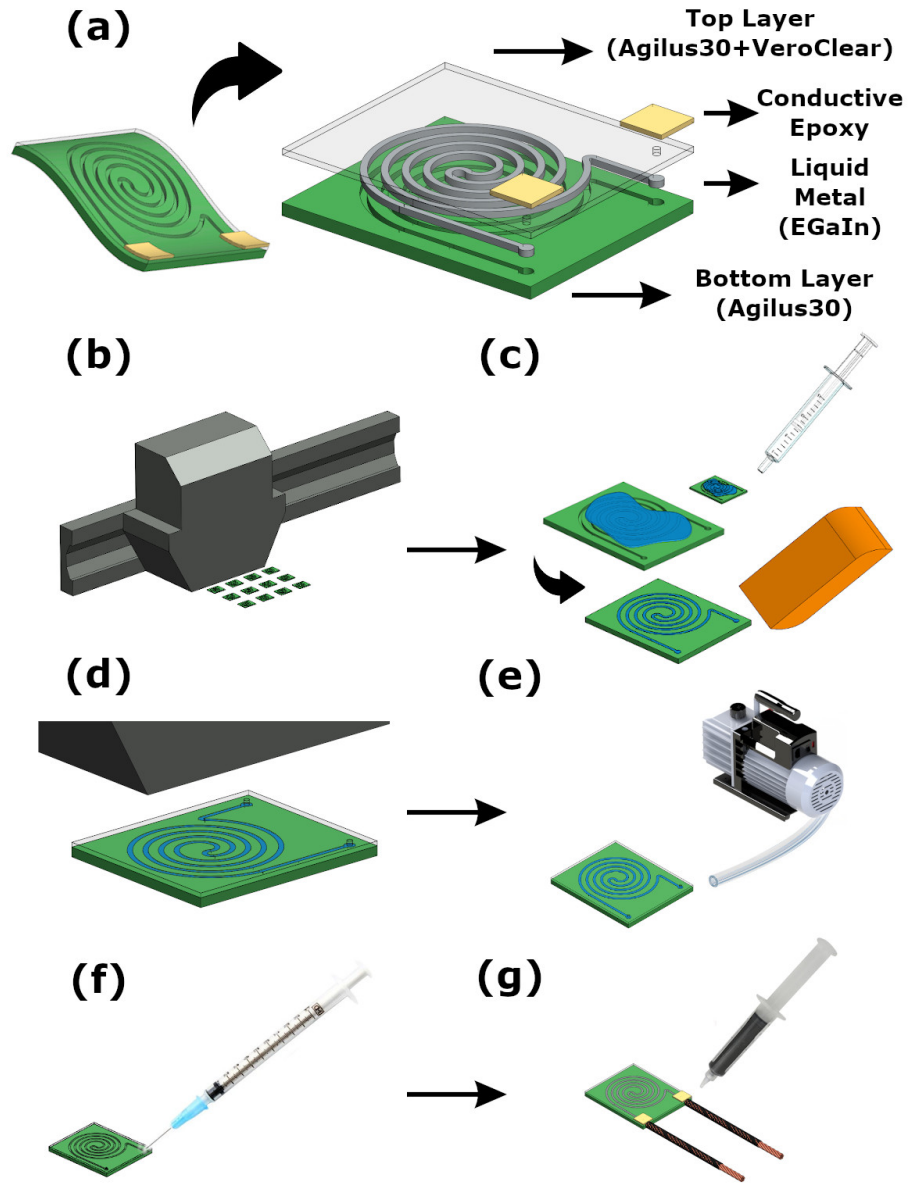 (a)
Top Layer
(Agilus30+VeroClear)
Conductive
Epoxy
Liquid
Metal
(EGaIn)
Bottom Layer
(Agilus30)
(b)
(c)
(d)
(e)
(f)
(g)